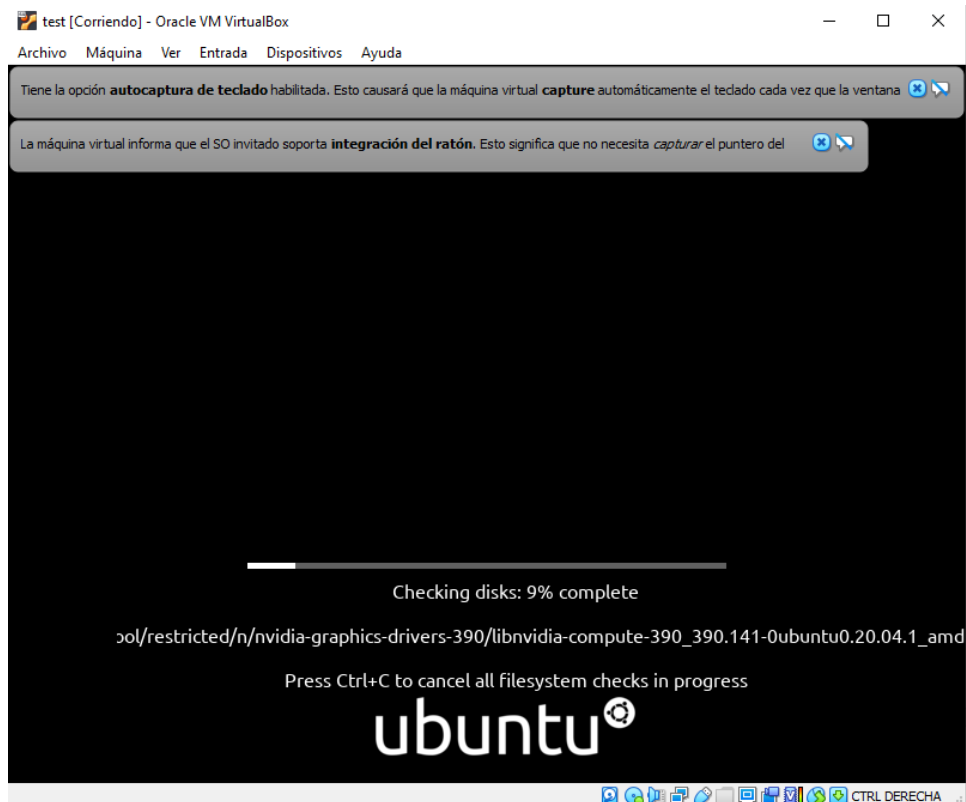 test [Corriendo] - Oracle VM VirtualBox
Archivo Máquina Ver Entrada Dispositivos Ayuda
Tiene la opción autocaptura de teclado habilitada. Esto causará que la máquina virtual capture automáticamente el teclado cada vez que la ventana
La máquina virtual informa que el SO invitado soporta integración del ratón. Esto significa que no necesita capturar el puntero del
Checking disks: 9% complete
ool/restricted/n/nvidia-graphics-drivers-390/libnvidia-compute-390_390.141-0ubuntu0.20.04.1_amd
Press Ctrl+C to cancel all filesystem checks in progress
ubuntu
CTRL DERECHA